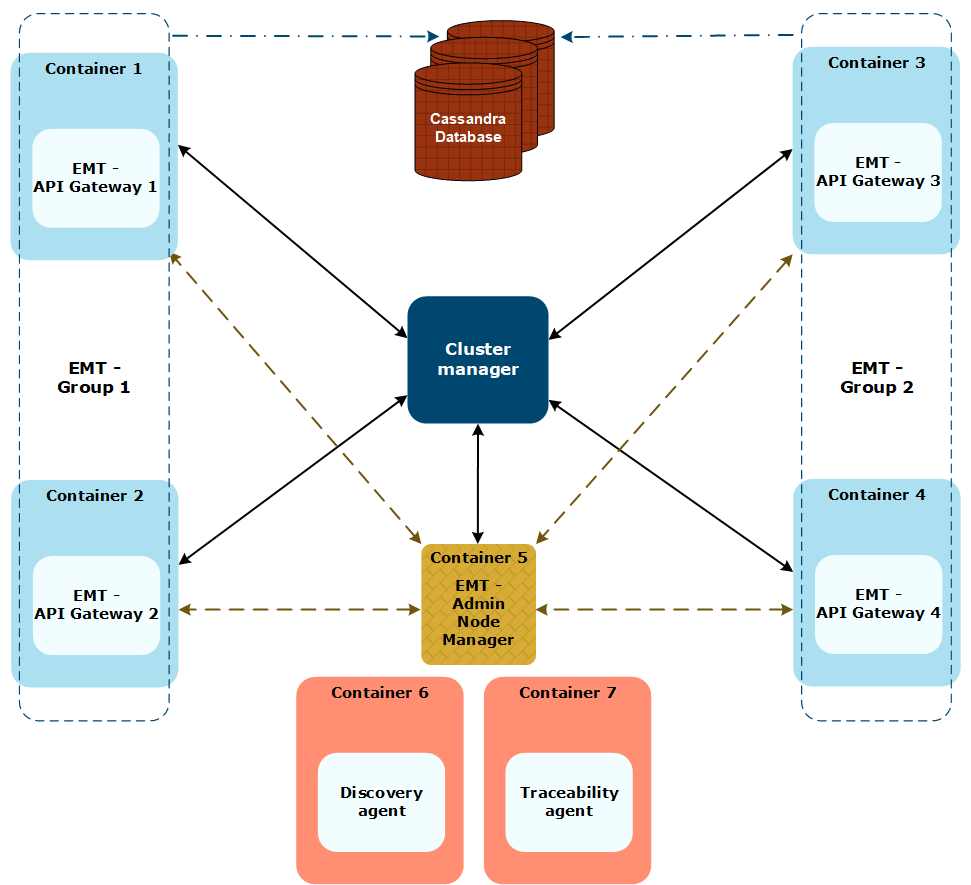 Container 1
EMT -
API Gateway 1
Cassandra
Database
Container 3
EMT -
API Gateway 3
EMT -
Group 1
Cluster
manager
EMT -
Group 2
Container 2
EMT -
API Gateway 2
Container 5
EMT -
Admin
Node
Manager
Container 4
EMT -
API Gateway 4
Container 6
Discovery
agent
Container 7
Traceability
agent